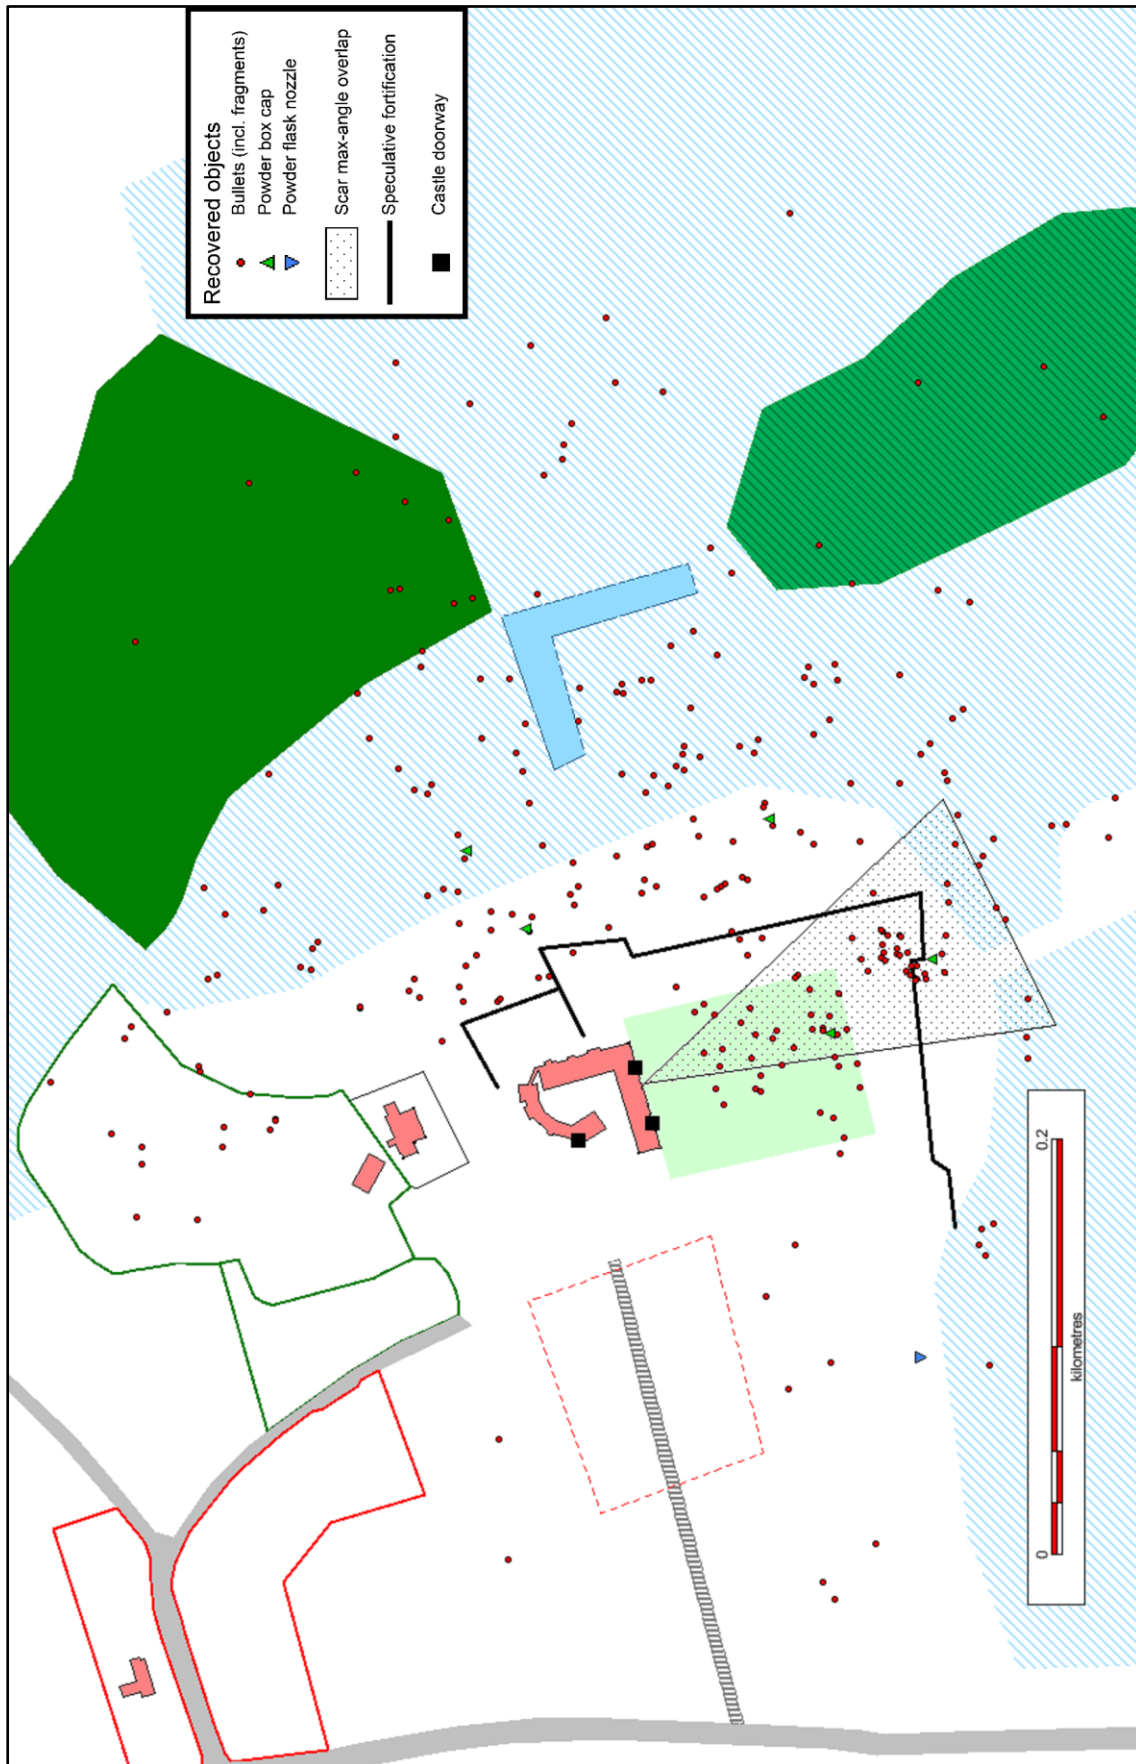 Recovered objects
Bullets (incl. fragments)
Powder box cap
Powder flask nozzle
Scar max-angle overlap
Speculative fortification
Castle doorway
0 0.2
kilometres